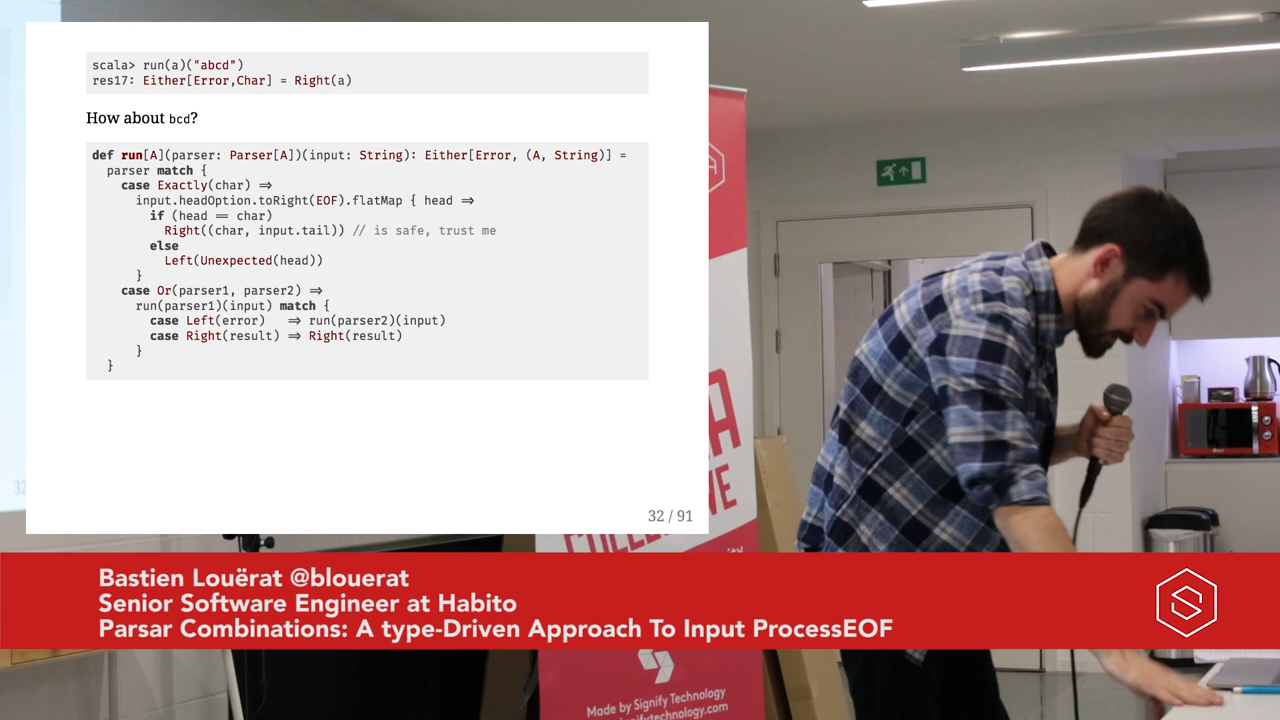 scala> run(a)("abcd")
res17: Either[Error,Char] = Right(a)
How about bcd?
def run[A](parser: Parser[A])(input: String): Either[Error, (A, String)] =
parser match {
case Exactly(char) ⇒
input.headOption.toRight(EOF).flatMap { head ⇒
if (head == char)
Right((char, input.tail)) // is safe, trust me
else
Left(Unexpected(head))
}
case Or(parser1, parser2) ⇒
run(parser1)(input) match {
case Left(error) ⇒ run(parser2)(input)
case Right(result) ⇒ Right(result)
}
}
32 / 91
Bastien Louërat @blouerat
Senior Software Engineer at Habito
Parsar Combinations: A type-Driven Approach To Input ProcessEOF
Made by Signify Technology